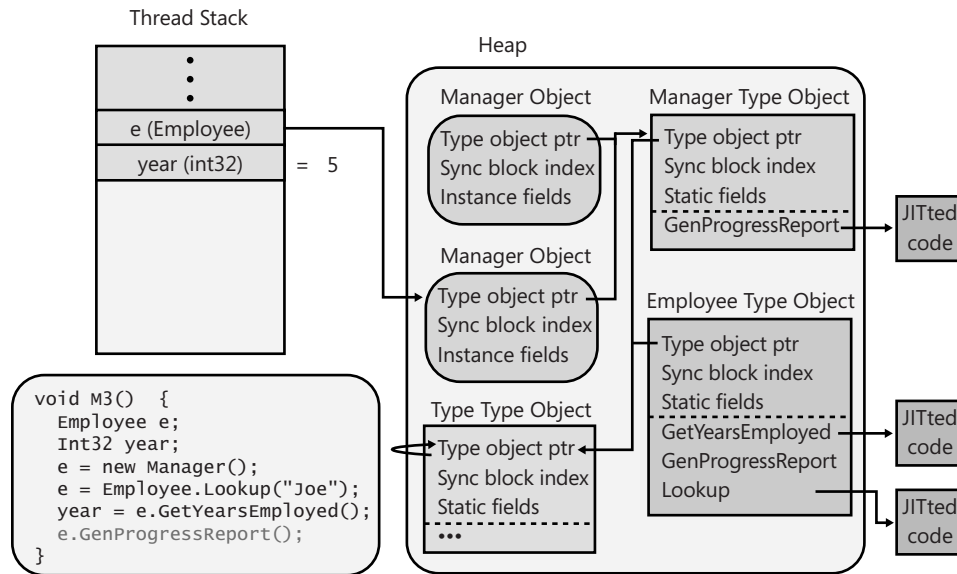 Thread Stack
e (Employee)
year (int32)
= 5
Heap
Manager Object
Type object ptr
Sync block index
Instance fields
Manager Type Object
Type object ptr
Sync block index
Static fields
GenProgressReport
JITted
code
Manager Object
Type object ptr
Sync block index
Instance fields
Employee Type Object
Type object ptr
Sync block index
Static fields
GetYearsEmployed
GenProgressReport
Lookup
JITted
code
JITted
code
Type Type Object
Type object ptr
Sync block index
Static fields
•••
void M3() {
Employee e;
Int32 year;
e = new Manager();
e = Employee.Lookup("Joe");
year = e.GetYearsEmployed();
e.GenProgressReport();
}